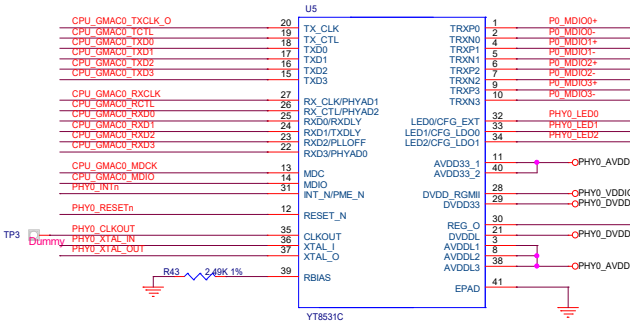 U5
CPU_GMAC0_TXCLK_O 20 TX_CLK TRXP0 1 P0_MDIO0+
CPU_GMAC0_TCTL 19 TX_CTL TRXN0 2 P0_MDIO0-
CPU_GMAC0_TXD0 18 TXD0 TRXP1 4 P0_MDIO1+
CPU_GMAC0_TXD1 17 TXD1 TRXN1 5 P0_MDIO1-
CPU_GMAC0_TXD2 16 TXD2 TRXP2 6 P0_MDIO2+
CPU_GMAC0_TXD3 15 TXD3 TRXN2 7 P0_MDIO2-
TRXP3 9 P0_MDIO3+
CPU_GMAC0_RXCLK 27 RX_CLK/PHYAD1 TRXN3 10 P0_MDIO3-
CPU_GMAC0_RCTL 26 RX_CTL/PHYAD2
CPU_GMAC0_RXD0 25 RXD0/RXDLY LED0/CFG_EXT 32 PHY0_LED0
CPU_GMAC0_RXD1 24 RXD1/TXDLY LED1/CFG_LDO0 33 PHY0_LED1
CPU_GMAC0_RXD2 23 RXD2/PLLOFF LED2/CFG_LDO1 34 PHY0_LED2
CPU_GMAC0_RXD3 22 RXD3/PHYAD0
AVDD33_1 11 PHY0_AVDD
CPU_GMAC0_MDCK 13 MDC AVDD33_2 40
CPU_GMAC0_MDIO 14 MDIO
PHY0_INTn 31 INT_N/PME_N DVDD_RGMII 28 PHY0_VDDIO
DVDD33 29 PHY0_DVDD
PHY0_RESETn 12 RESET_N
REG_O 30
TP3 Dummy PHY0_CLKOUT 35 CLKOUT DVDDL 21 PHY0_DVDD
PHY0_XTAL_IN 36 XTAL_I AVDDL1 3
PHY0_XTAL_OUT 37 XTAL_O AVDDL2 8
AVDDL3 38 PHY0_AVDD
R43 2.49K 1% 39 RBIAS
EPAD 41
YT8531C